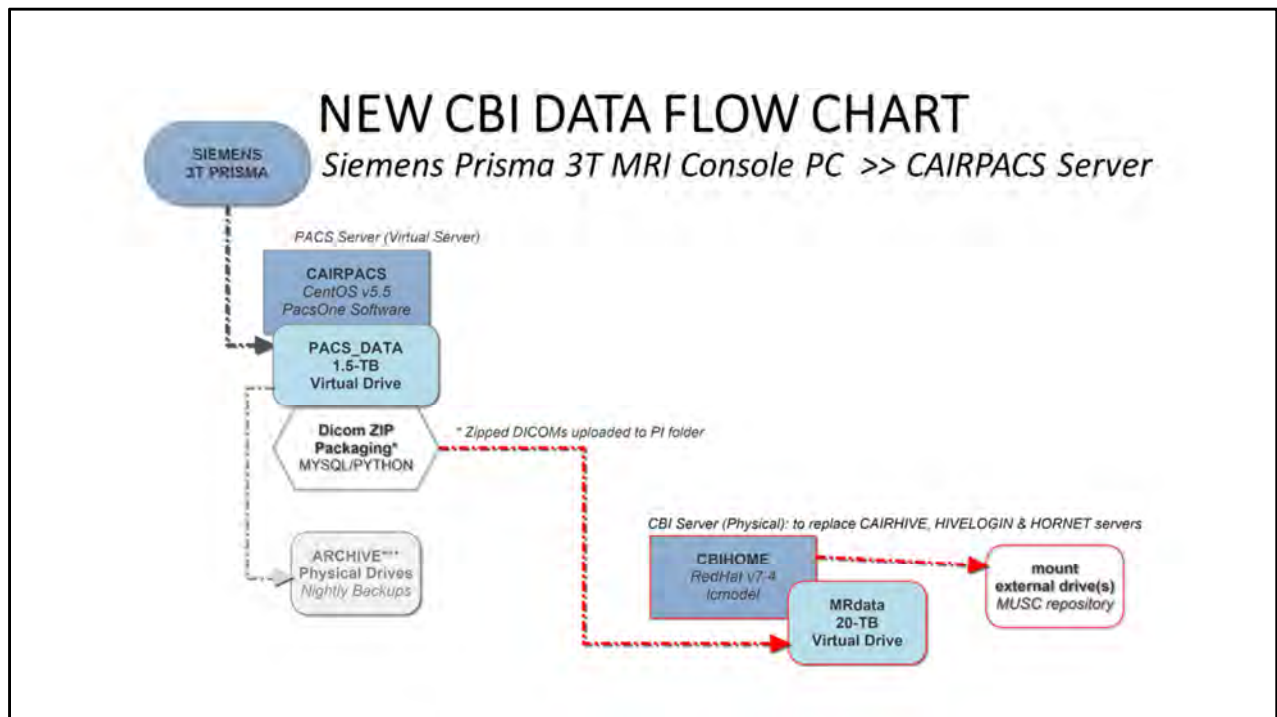 NEW CBI DATA FLOW CHART
Siemens Prisma 3T MRI Console PC >> CAIRPACS Server
SIEMENS
3T PRISMA
PACS Server (Virtual Server)
CAIRPACS
CentOS v5.5
PacsOne Software
PACS_DATA
1.5-TB
Virtual Drive
Dicom ZIP
Packaging*
MYSQL/PYTHON
* Zipped DICOMs uploaded to PI folder
ARCHIVE***
Physical Drives
Nightly Backups
CBI Server (Physical): to replace CAIRHIVE, HIVELOGIN & HORNET servers
CBIHOME
RedHat v7.4
lcmodel
MRdata
20-TB
Virtual Drive
mount
external drive(s)
MUSC repository